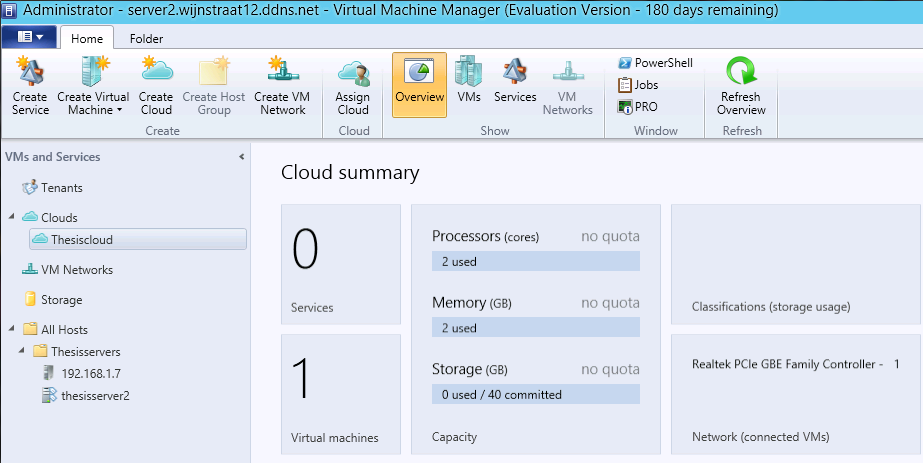 Administrator - server2.wijnstraat12.ddns.net - Virtual Machine Manager (Evaluation Version - 180 days remaining)
Home Folder
Create Service
Create Virtual Machine
Create Cloud
Create Host Group
Create VM Network
Assign Cloud
Overview
VMs
Services
VM Networks
PowerShell
Jobs
PRO
Refresh Overview
Create Cloud Show Window Refresh
VMs and Services
Tenants
Clouds
Thesiscloud
VM Networks
Storage
All Hosts
Thesisservers
192.168.1.7
thesisserver2
Cloud summary
0
Services
1
Virtual machines
Processors (cores) no quota
2 used
Memory (GB) no quota
2 used
Storage (GB) no quota
0 used / 40 committed
Capacity
Classifications (storage usage)
Realtek PCIe GBE Family Controller - 1
Network (connected VMs)